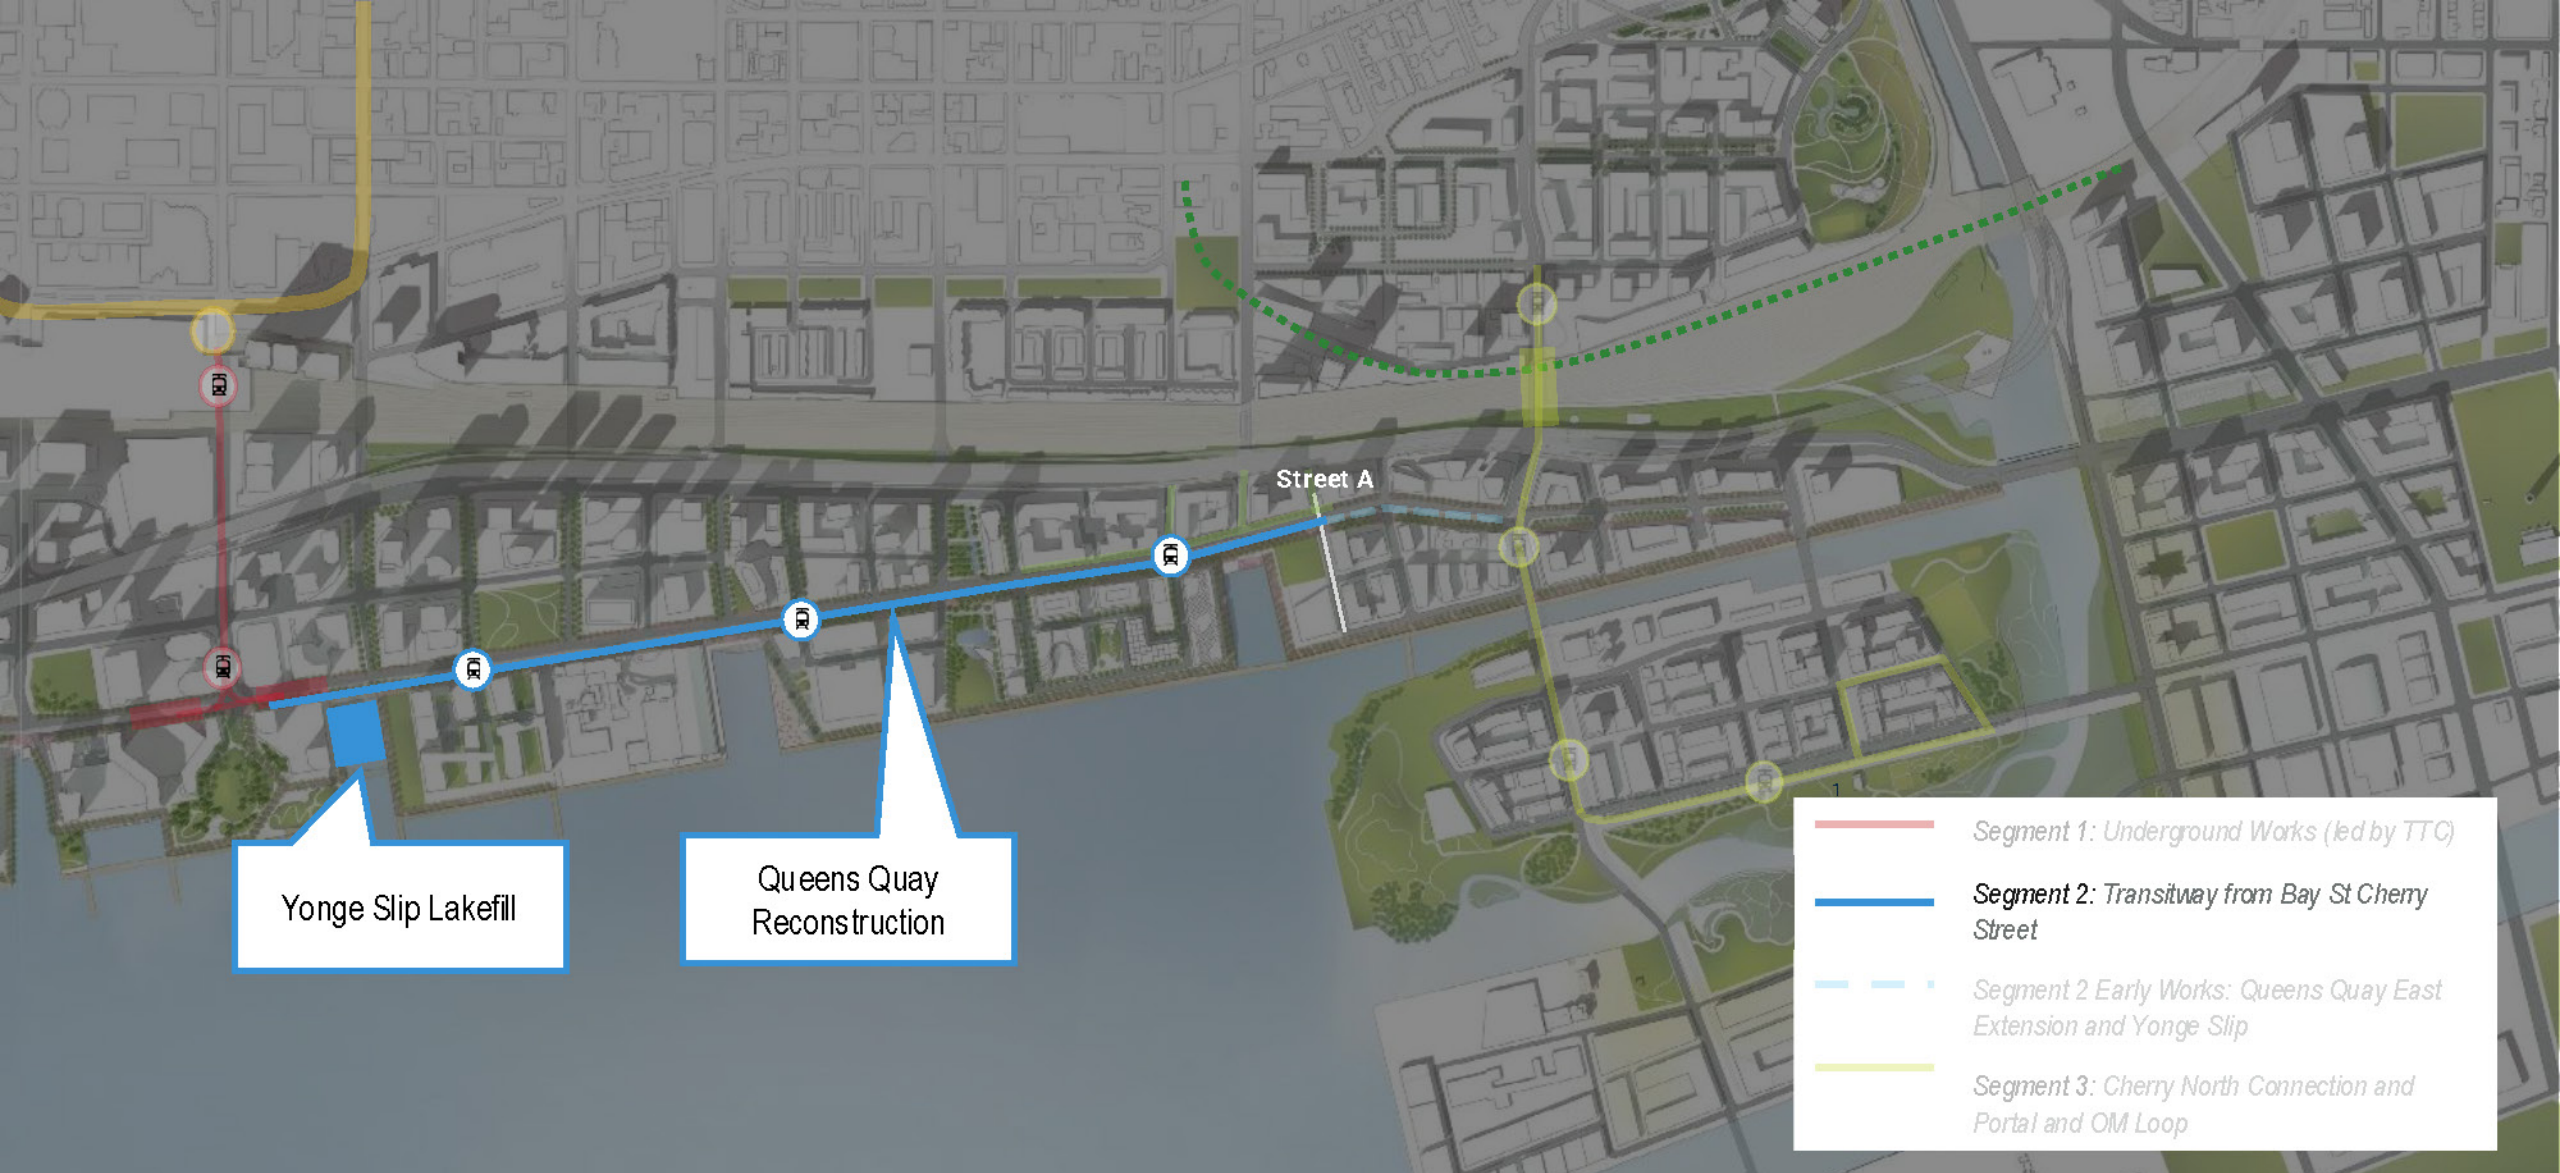 Street A
Yonge Slip Lakefill
Queens Quay
Reconstruction
1
Segment 1: Underground Works (led by TTC)
Segment 2: Transitway from Bay St Cherry
Street
Segment 2 Early Works: Queens Quay East
Extension and Yonge Slip
Segment 3: Cherry North Connection and
Portal and OM Loop